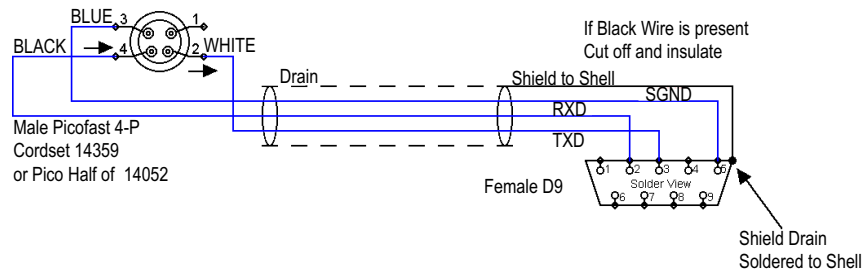 BLUE 3 1
BLACK 4 2 WHITE
If Black Wire is present
Cut off and insulate
Drain
Shield to Shell
SGND
RXD
TXD
Male Picofast 4-P
Cordset 14359
or Pico Half of 14052
Female D9
1 2 3 4 5
Solder View
6 7 8 9
Shield Drain
Soldered to Shell